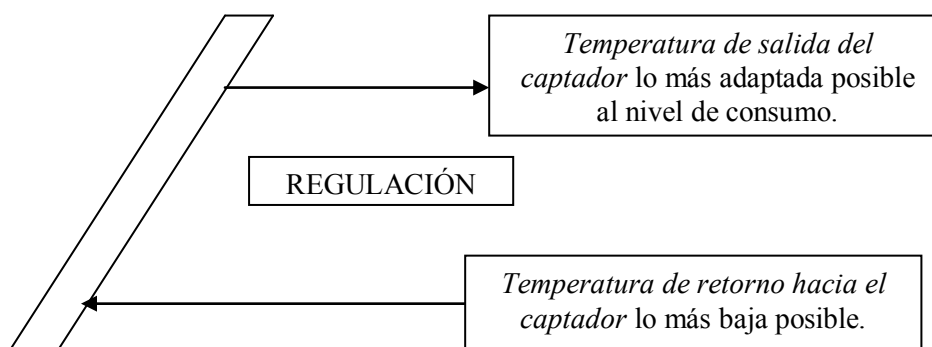 Temperatura de salida del
captador lo más adaptada posible
al nivel de consumo.
REGULACIÓN
Temperatura de retorno hacia el
captador lo más baja posible.